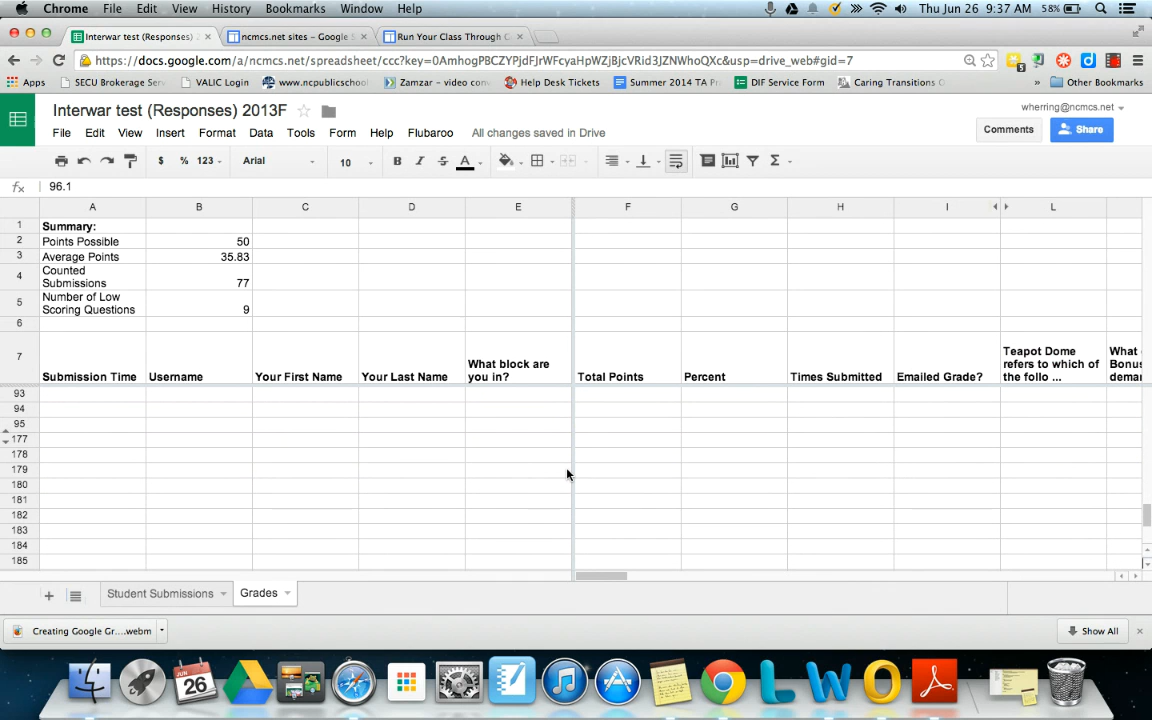 Chrome File Edit View History Bookmarks Window Help Thu Jun 26 9:37 AM 58%
Interwar test (Responses) 2 × ncmcs.net sites – Google S × Run Your Class Through G ×
https://docs.google.com/a/ncmcs.net/spreadsheet/ccc?key=0AmhogPBCZYPjdFJrWFcyaHpWZjBjcVRid3JZNWhoQXc&usp=drive_web#gid=7
Apps SECU Brokerage Serv VALIC Login www.ncpublicschool Zamzar – video conv Help Desk Tickets Summer 2014 TA Pr DIF Service Form Caring Transitions O » Other Bookmarks
Interwar test (Responses) 2013F
wherring@ncmcs.net
File Edit View Insert Format Data Tools Form Help Flubaroo All changes saved in Drive
Comments Share
$ % 123 Arial 10 B I S A Σ
fx 96.1
A B C D E F G H I L
1 Summary:
2 Points Possible 50
3 Average Points 35.83
4 Counted
Submissions 77
5 Number of Low
Scoring Questions 9
6
7 Submission Time Username Your First Name Your Last Name What block are
you in? Total Points Percent Times Submitted Emailed Grade? Teapot Dome
refers to which of
the follo ... What
Bonus
deman
93
94
95
177
178
179
180
181
182
183
184
185
+ Student Submissions Grades
Creating Google Gr....webm Show All ×
JUN
26
L W O